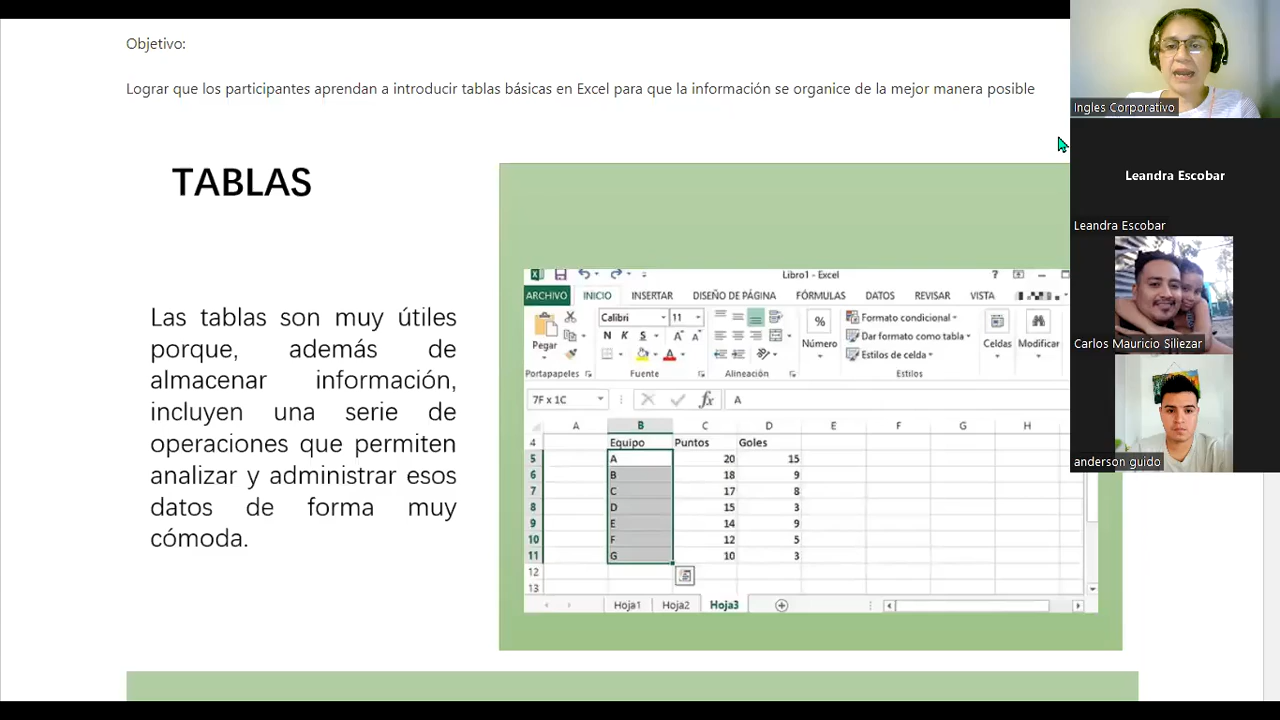 Objetivo:
Lograr que los participantes aprendan a introducir tablas básicas en Excel para que la información se organice de la mejor manera posible
Ingles Corporativo
TABLAS
Leandra Escobar
Leandra Escobar
Carlos Mauricio Siliezar
anderson guido
Las tablas son muy útiles
porque, además de
almacenar información,
incluyen una serie de
operaciones que permiten
analizar y administrar esos
datos de forma muy
cómoda.
Libro1 - Excel
ARCHIVO INICIO INSERTAR DISEÑO DE PÁGINA FÓRMULAS DATOS REVISAR VISTA
Pegar Calibri 11 % Formato condicional
N K S Número Dar formato como tabla Celdas Modificar
Estilos de celda
Portapapeles Fuente Alineación Estilos
7F x 1C fx A
A B C D E F G H
4 Equipo Puntos Goles
5 A 20 15
6 B 18 9
7 C 17 8
8 D 15 3
9 E 14 9
10 F 12 5
11 G 10 3
12
13
Hoja1 Hoja2 Hoja3